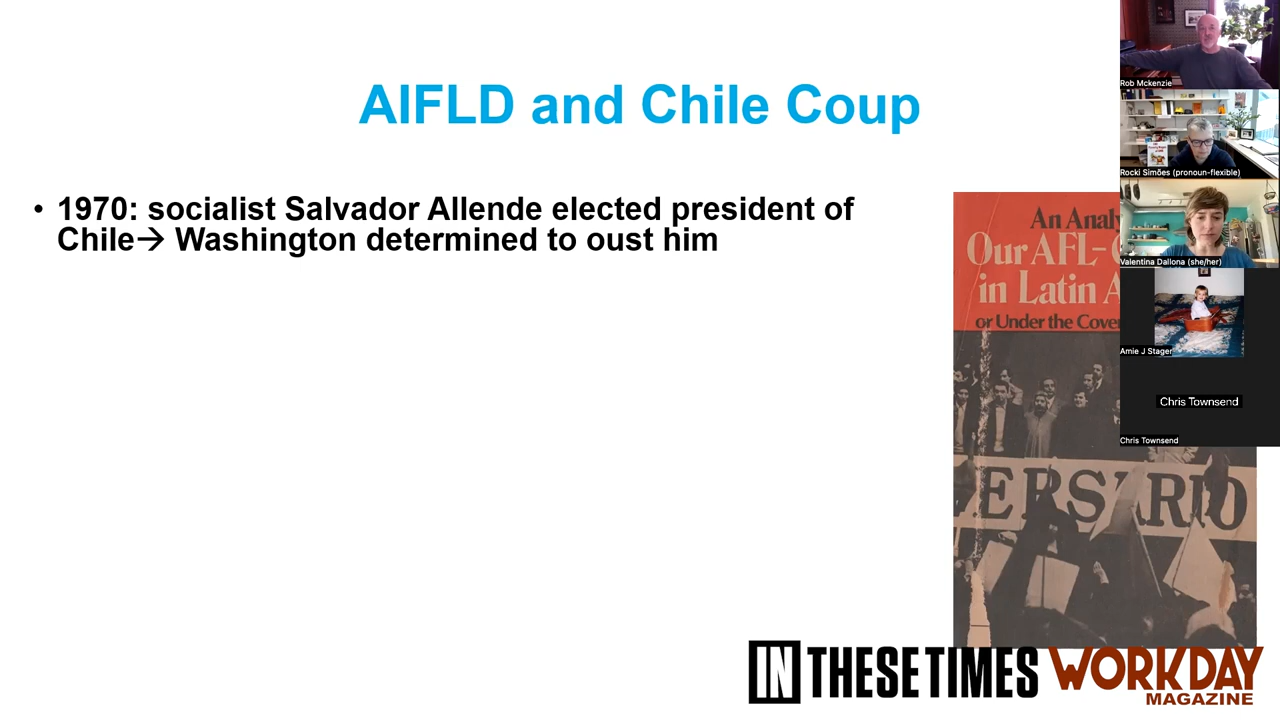 AIFLD and Chile Coup
• 1970: socialist Salvador Allende elected president of
Chile→ Washington determined to oust him
An Analy
Our AFL-C
in Latin A
or Under the Cover
ERSARIO
IN THESE TIMES
WORKDAY
MAGAZINE
Rob Mckenzie
Rocki Simões (pronoun-flexible)
Valentina Dallona (she/her)
Amie J Stager
Chris Townsend
Chris Townsend